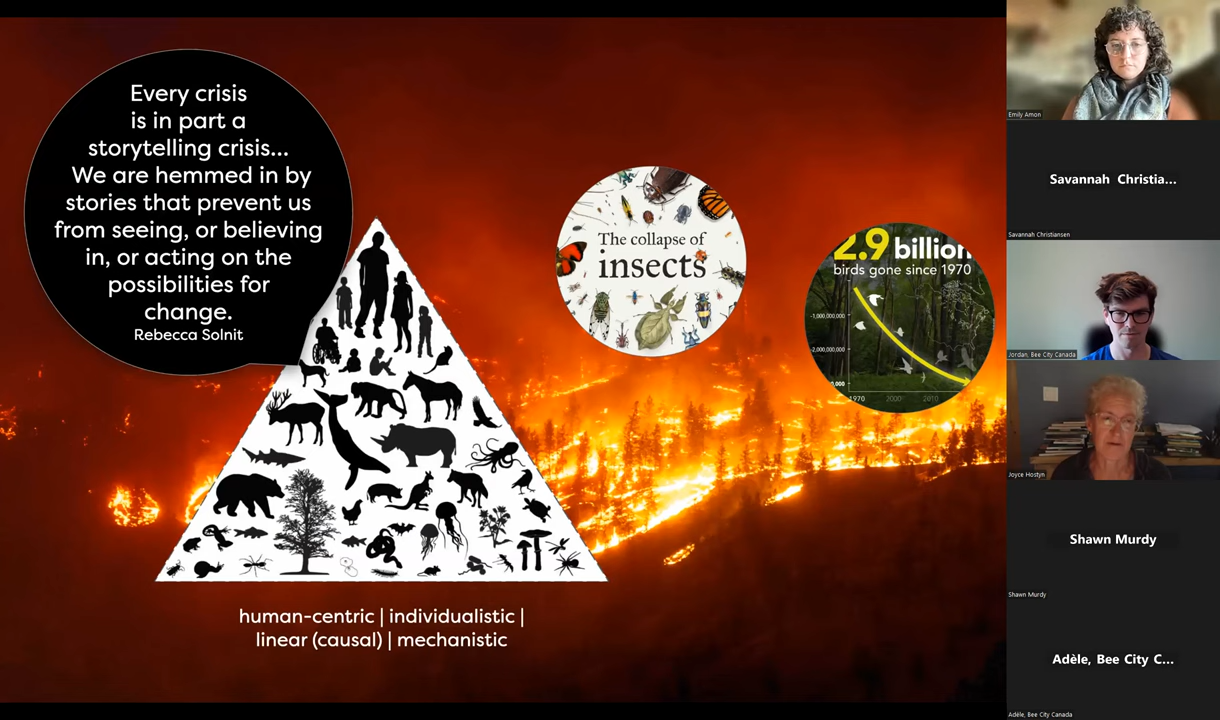 Every crisis
is in part a
storytelling crisis...
We are hemmed in by
stories that prevent us
from seeing, or believing
in, or acting on the
possibilities for
change.
Rebecca Solnit
The collapse of
insects
2.9 billion
birds gone since 1970
-1,000,000,000
-2,000,000,000
0,000
1970 2000 2010
human-centric | individualistic |
linear (causal) | mechanistic
Emily Amon
Savannah Christia...
Savannah Christiansen
Jordan, Bee City Canada
Joyce Hostyn
Shawn Murdy
Shawn Murdy
Adèle, Bee City C...
Adèle, Bee City Canada